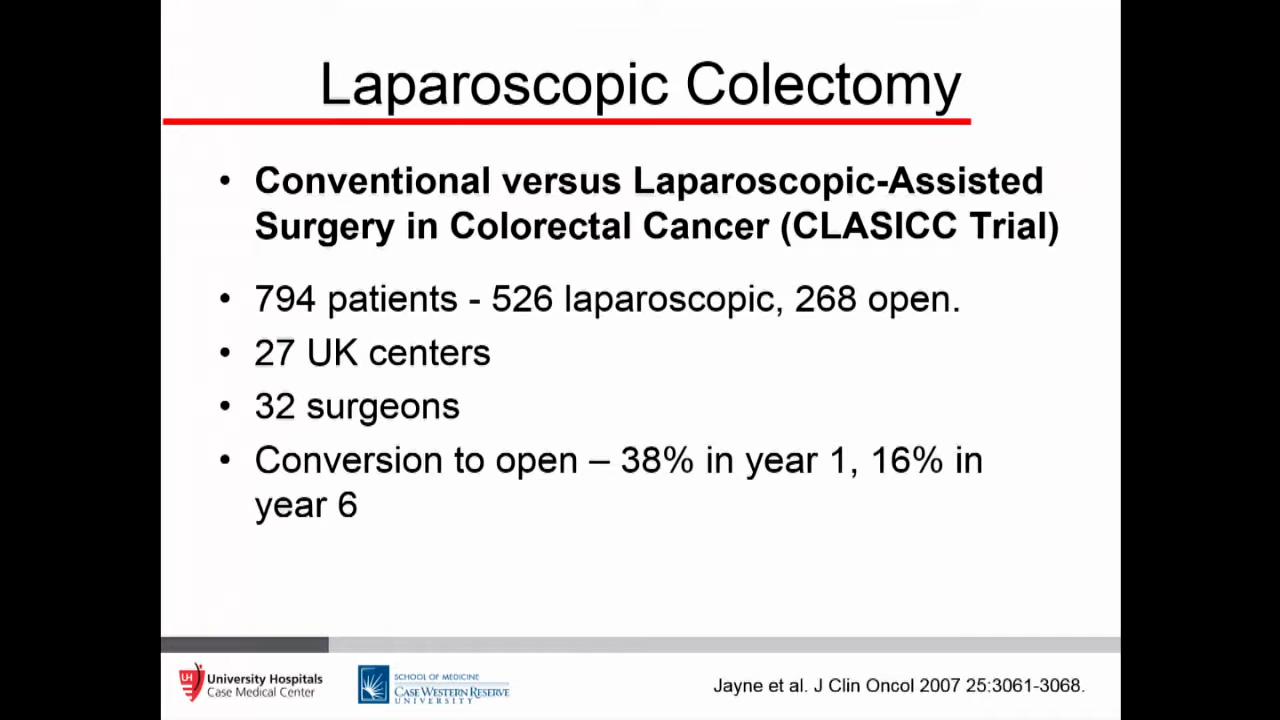 Laparoscopic Colectomy
• Conventional versus Laparoscopic-Assisted
Surgery in Colorectal Cancer (CLASICC Trial)
• 794 patients - 526 laparoscopic, 268 open.
• 27 UK centers
• 32 surgeons
• Conversion to open – 38% in year 1, 16% in
year 6
UH
University Hospitals
Case Medical Center
SCHOOL OF MEDICINE
CASE WESTERN RESERVE
UNIVERSITY
Jayne et al. J Clin Oncol 2007 25:3061-3068.